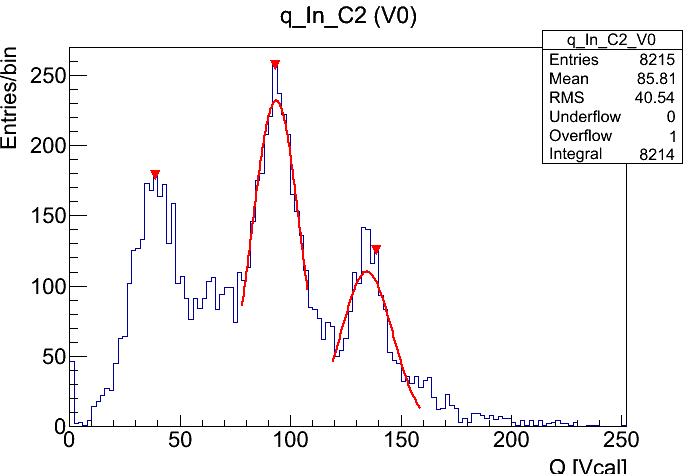 q_In_C2 (V0)
q_In_C2_V0
Entries 8215
Mean 85.81
RMS 40.54
Underflow 0
Overflow 1
Integral 8214
Entries/bin
250
200
150
100
50
0
0 50 100 150 200 250
Q [Vcal]